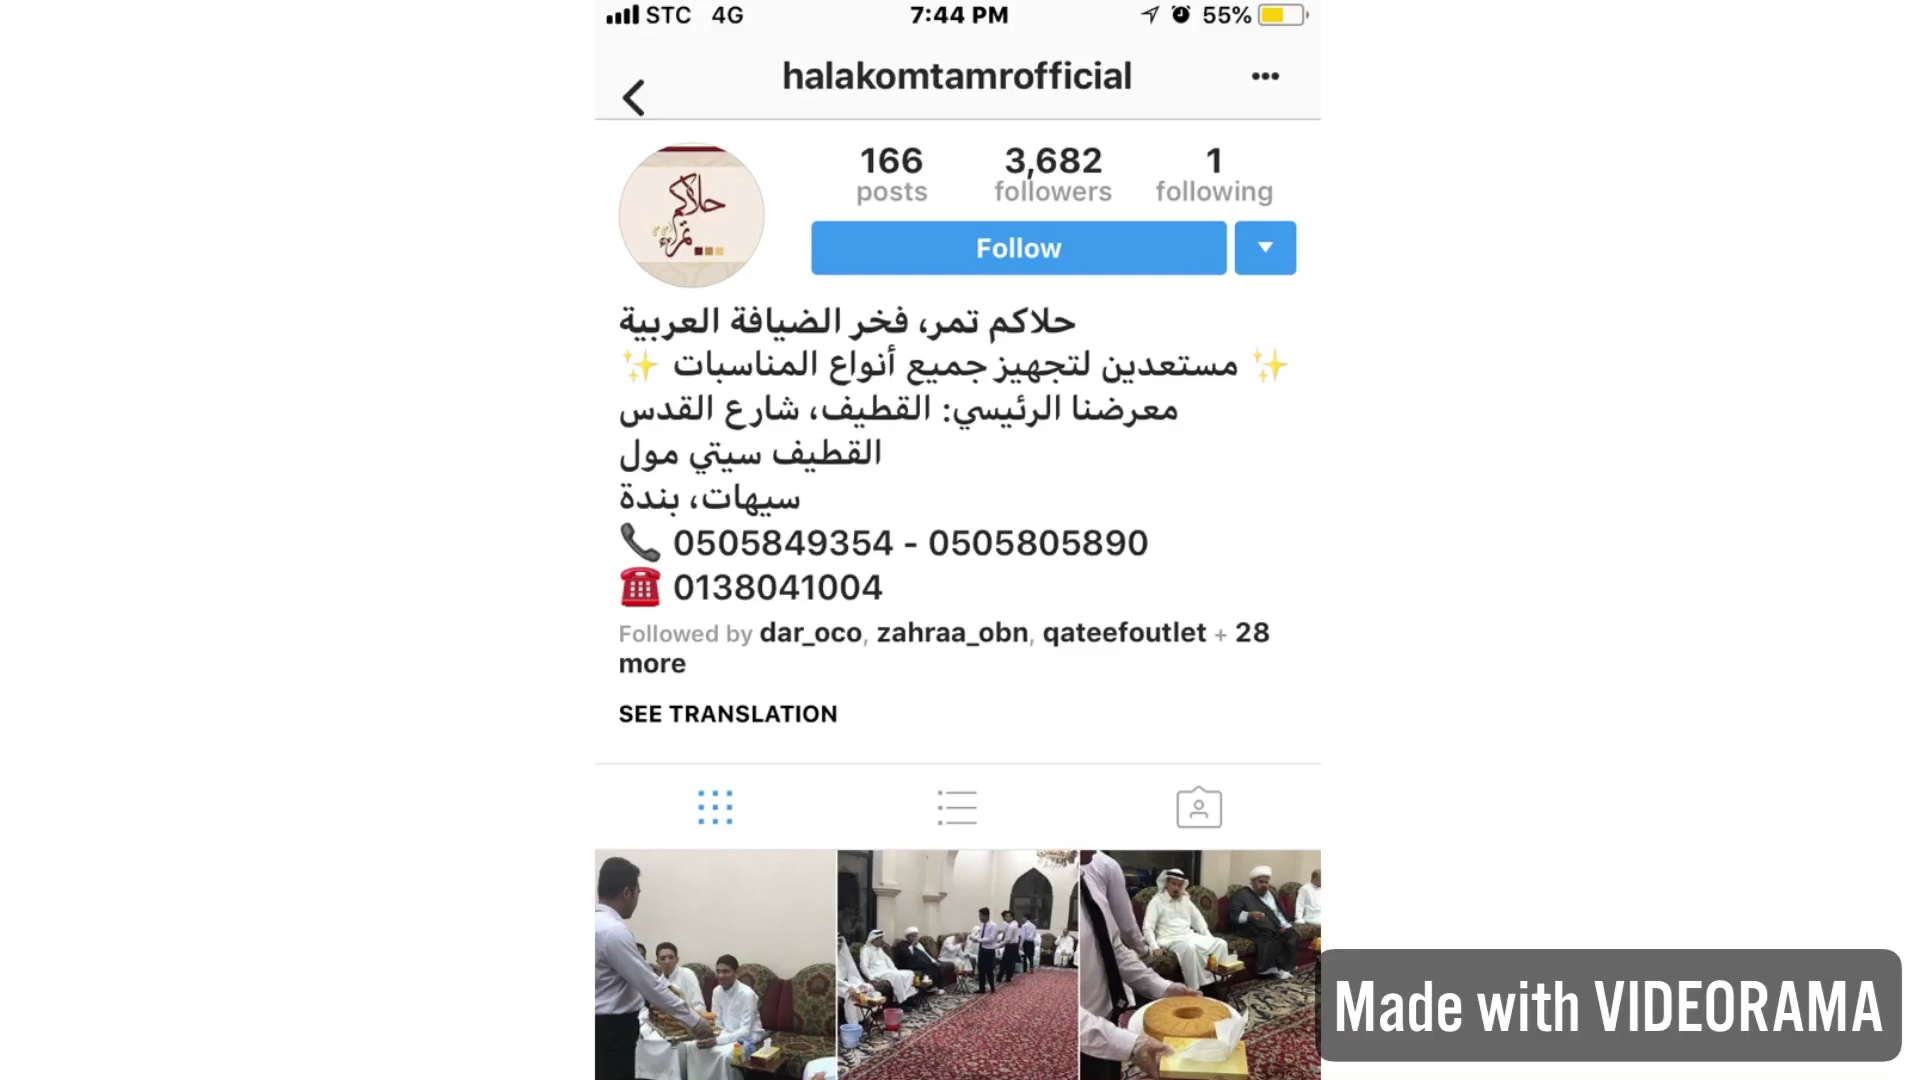 STC 4G 7:44 PM 55%
halakomtamrofficial
حلاكم
تمر
166 3,682 1
posts followers following
Follow
حلاكم تمر، فخر الضيافة العربية
✨ مستعدين لتجهيز جميع أنواع المناسبات ✨
معرضنا الرئيسي: القطيف، شارع القدس
القطيف سيتي مول
سيهات، بندة
📞 0505849354 - 0505805890
☎️ 0138041004
Followed by dar_oco, zahraa_obn, qateefoutlet + 28
more
SEE TRANSLATION
Made with VIDEORAMA